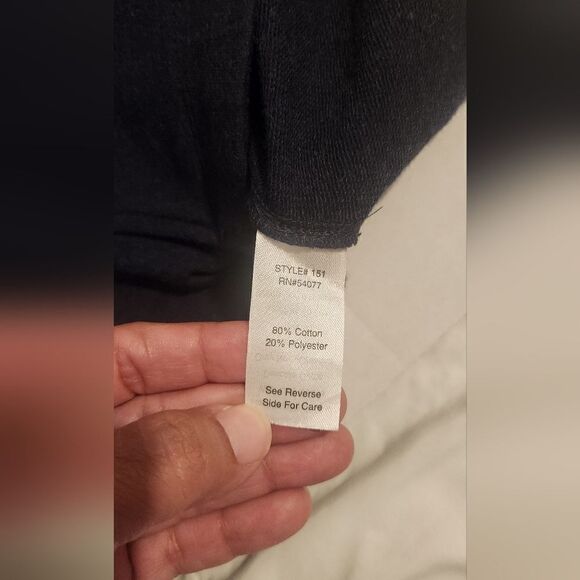 STYLE# 151
RN#54077
80% Cotton
20% Polyester
See Reverse
Side For Care